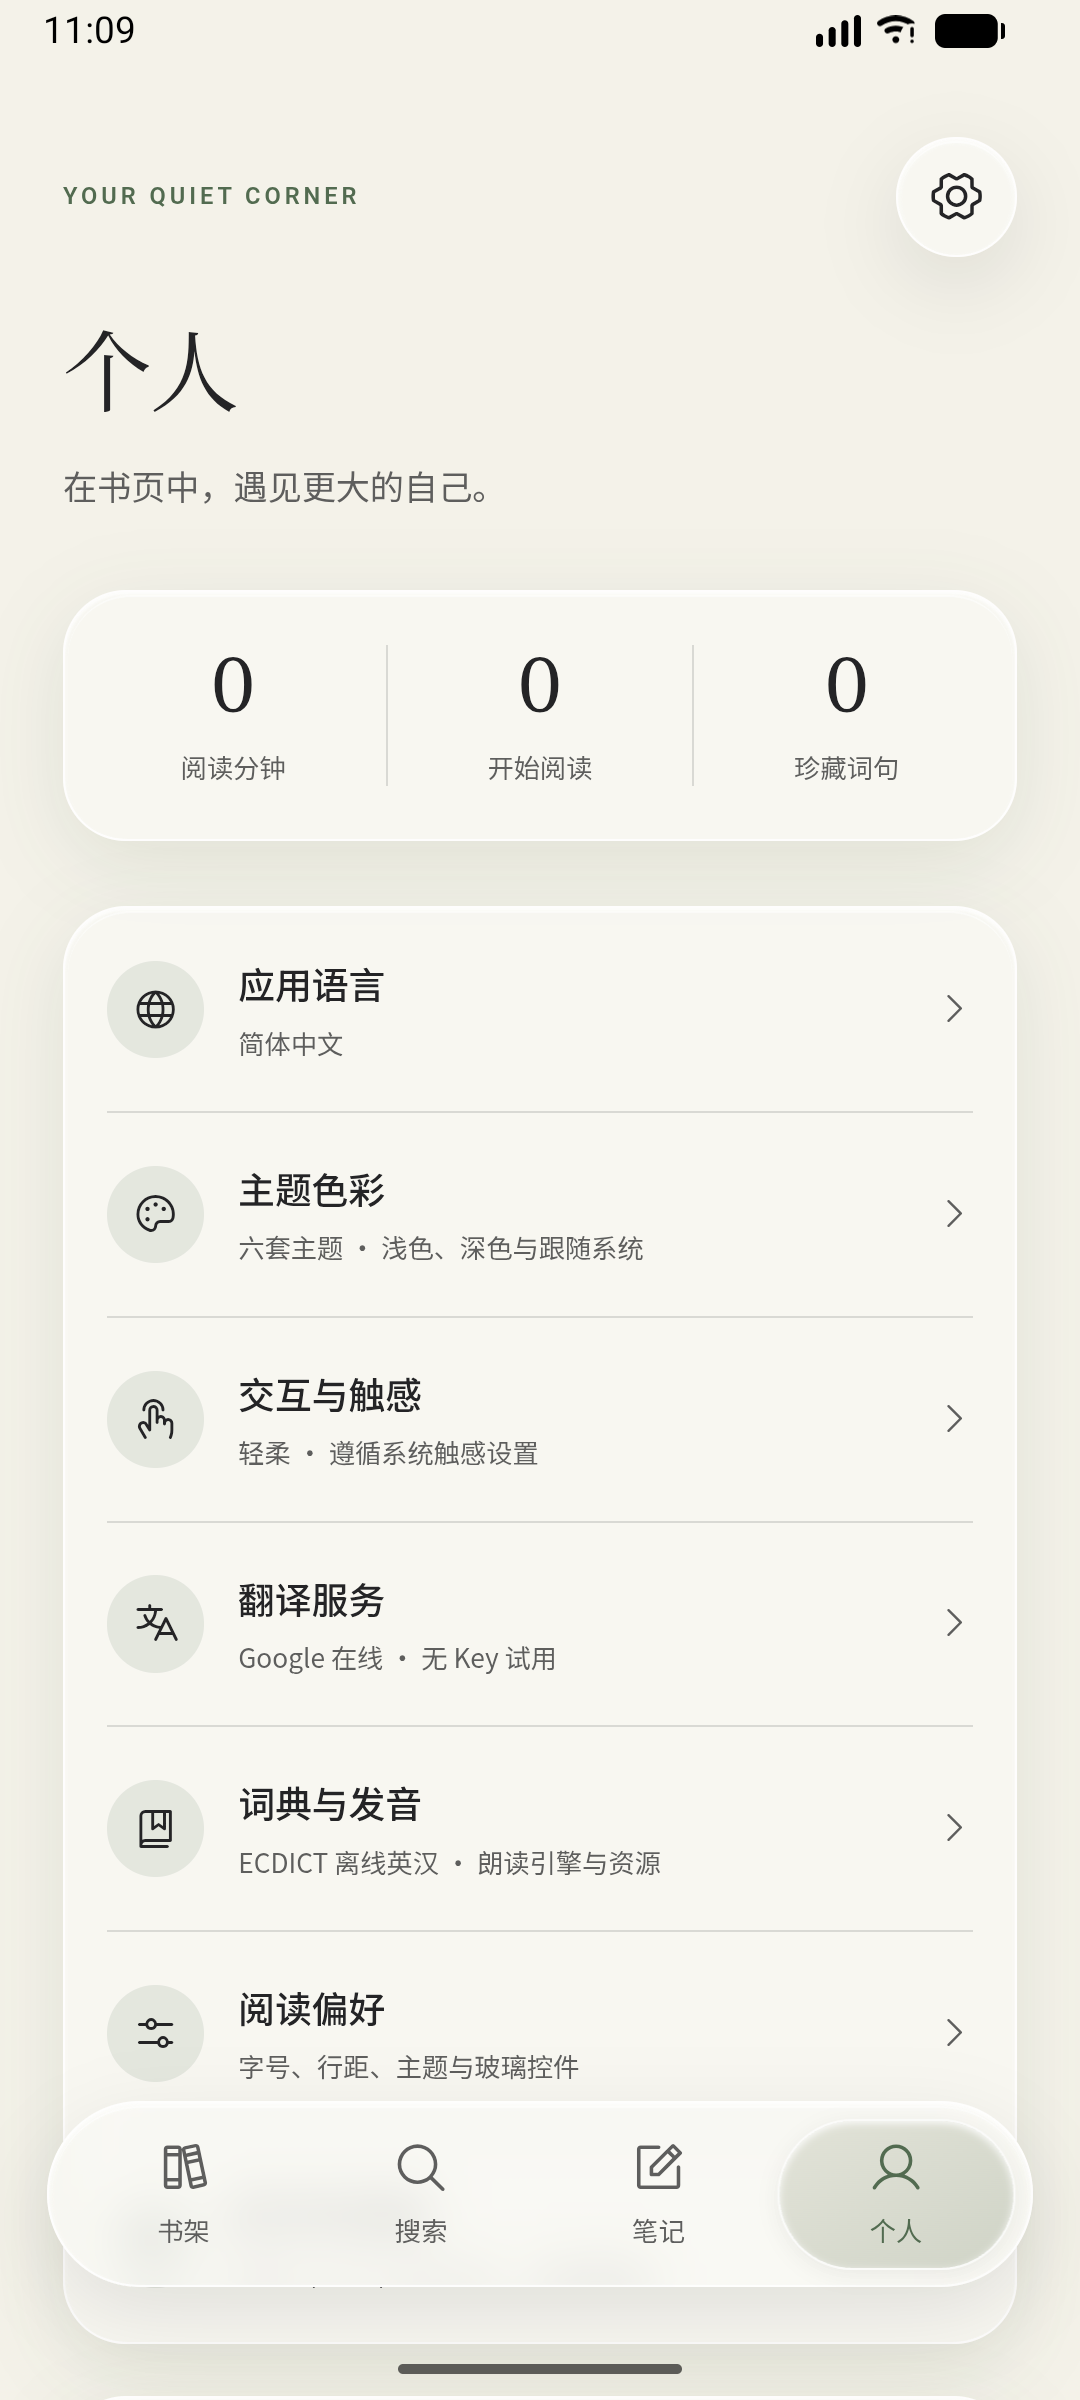 11:09
YOUR QUIET CORNER
个人
在书页中，遇见更大的自己。
0
阅读分钟
0
开始阅读
0
珍藏词句
应用语言
简体中文
主题色彩
六套主题 · 浅色、深色与跟随系统
交互与触感
轻柔 · 遵循系统触感设置
翻译服务
Google 在线 · 无 Key 试用
词典与发音
ECDICT 离线英汉 · 朗读引擎与资源
阅读偏好
字号、行距、主题与玻璃控件
书架
搜索
笔记
个人